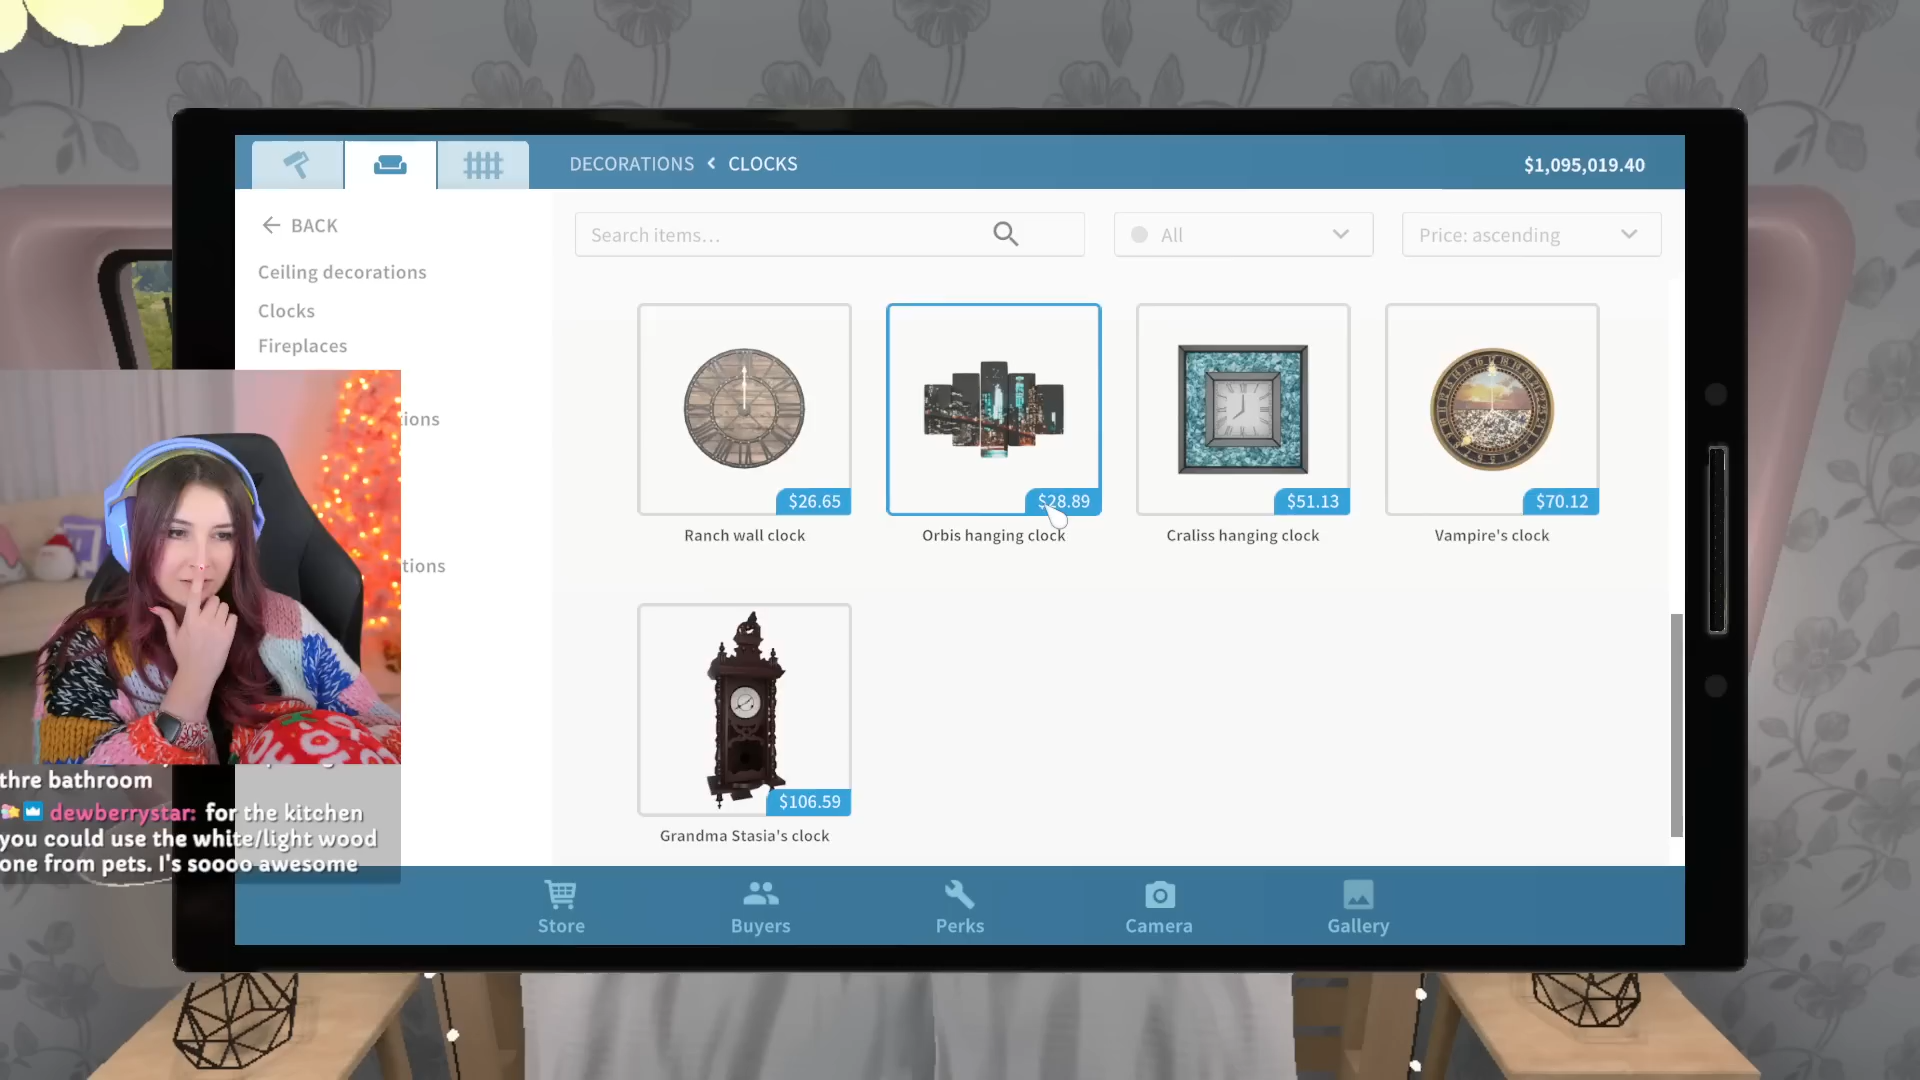 DECORATIONS < CLOCKS
$1,095,019.40
BACK
Search items...
All
Price: ascending
Ceiling decorations
Clocks
Fireplaces
tions
tions
$26.65
$28.89
$51.13
$70.12
Ranch wall clock
Orbis hanging clock
Craliss hanging clock
Vampire's clock
$106.59
Grandma Stasia's clock
thre bathroom
dewberrystar: for the kitchen
you could use the white/light wood
one from pets. I's soooo awesome
Store
Buyers
Perks
Camera
Gallery